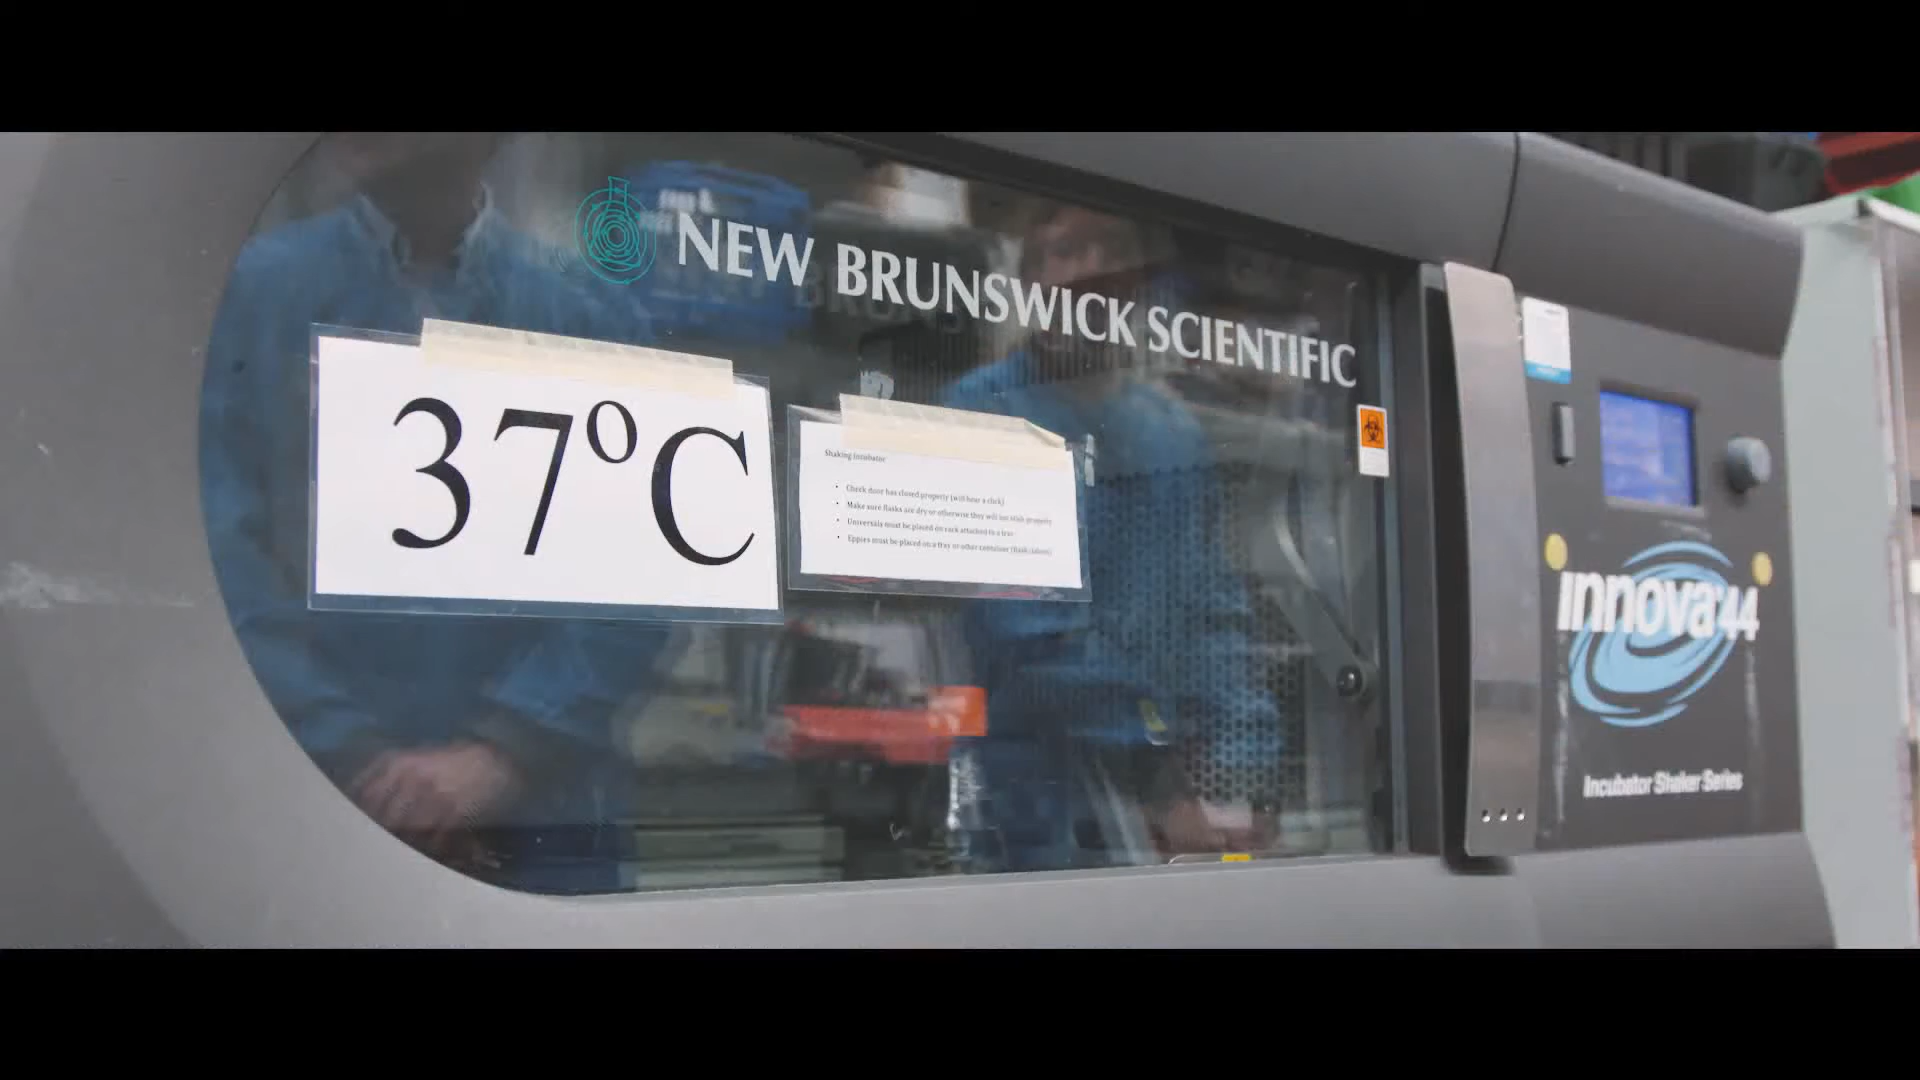 NEW BRUNSWICK SCIENTIFIC
37°C
Shaking incubator
• Check door has closed properly (will hear a click)
• Make sure flasks are dry or otherwise they will not stick properly
• Universals must be placed on rack attached to a tray
• Eppies must be placed on a tray or other container
innova 44
Incubator Shaker Series